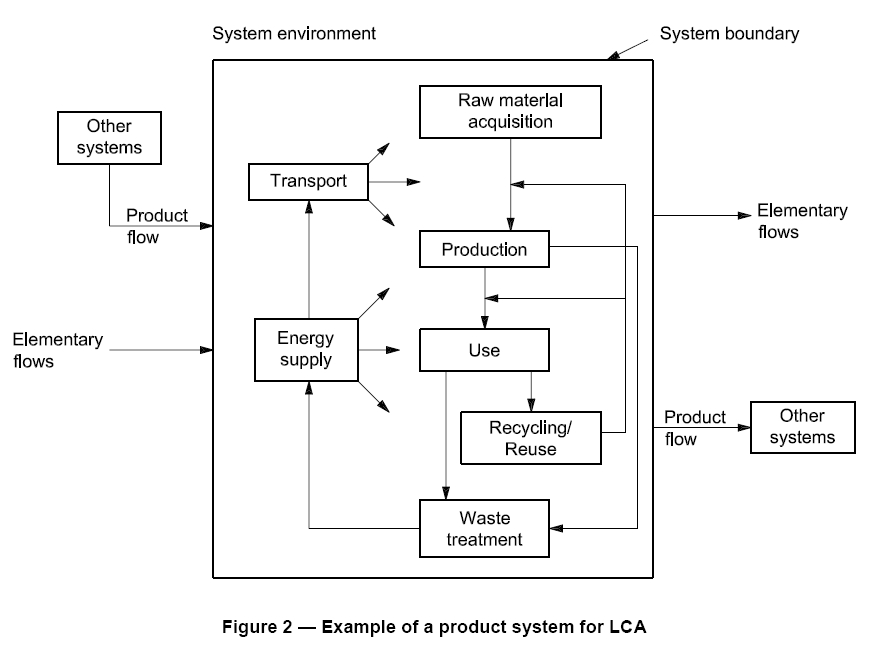 System environment
System boundary
Raw material
acquisition
Other
systems
Transport
Product
flow
Elementary
flows
Production
Energy
supply
Elementary
flows
Use
Product
flow
Other
systems
Recycling/
Reuse
Waste
treatment
Figure 2 — Example of a product system for LCA